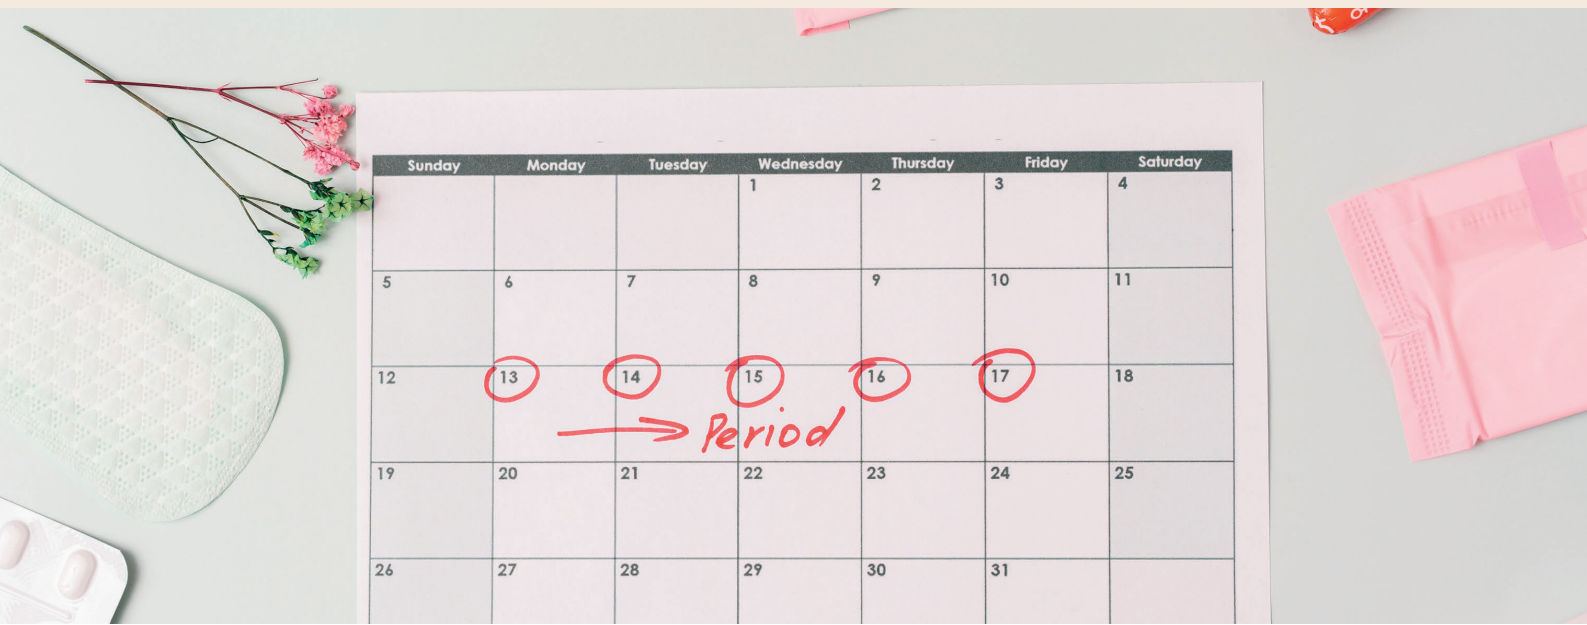 Sunday Monday Tuesday Wednesday Thursday Friday Saturday
1 2 3 4
5 6 7 8 9 10 11
12 13 14 15 16 17 18
Period
19 20 21 22 23 24 25
26 27 28 29 30 31